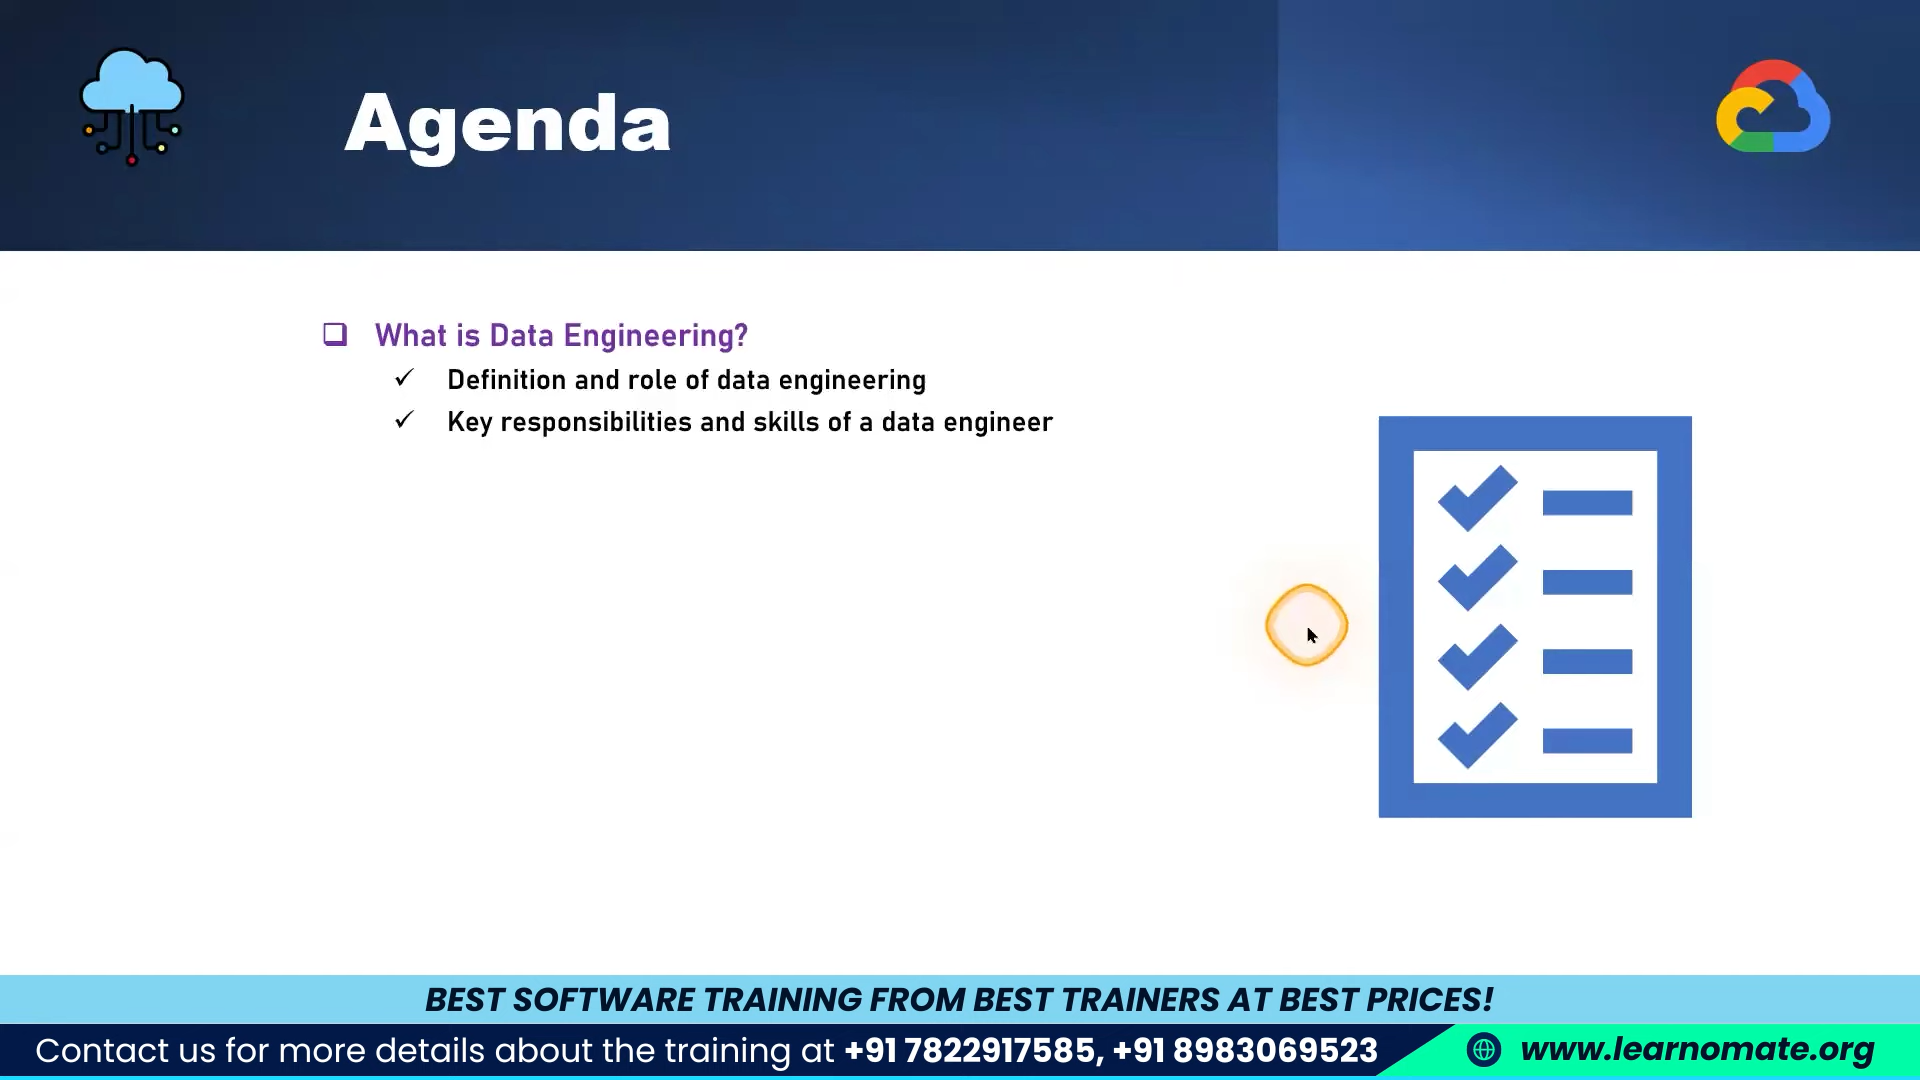 Agenda
What is Data Engineering?
Definition and role of data engineering
Key responsibilities and skills of a data engineer
BEST SOFTWARE TRAINING FROM BEST TRAINERS AT BEST PRICES!
Contact us for more details about the training at +91 7822917585, +91 8983069523
www.learnomate.org